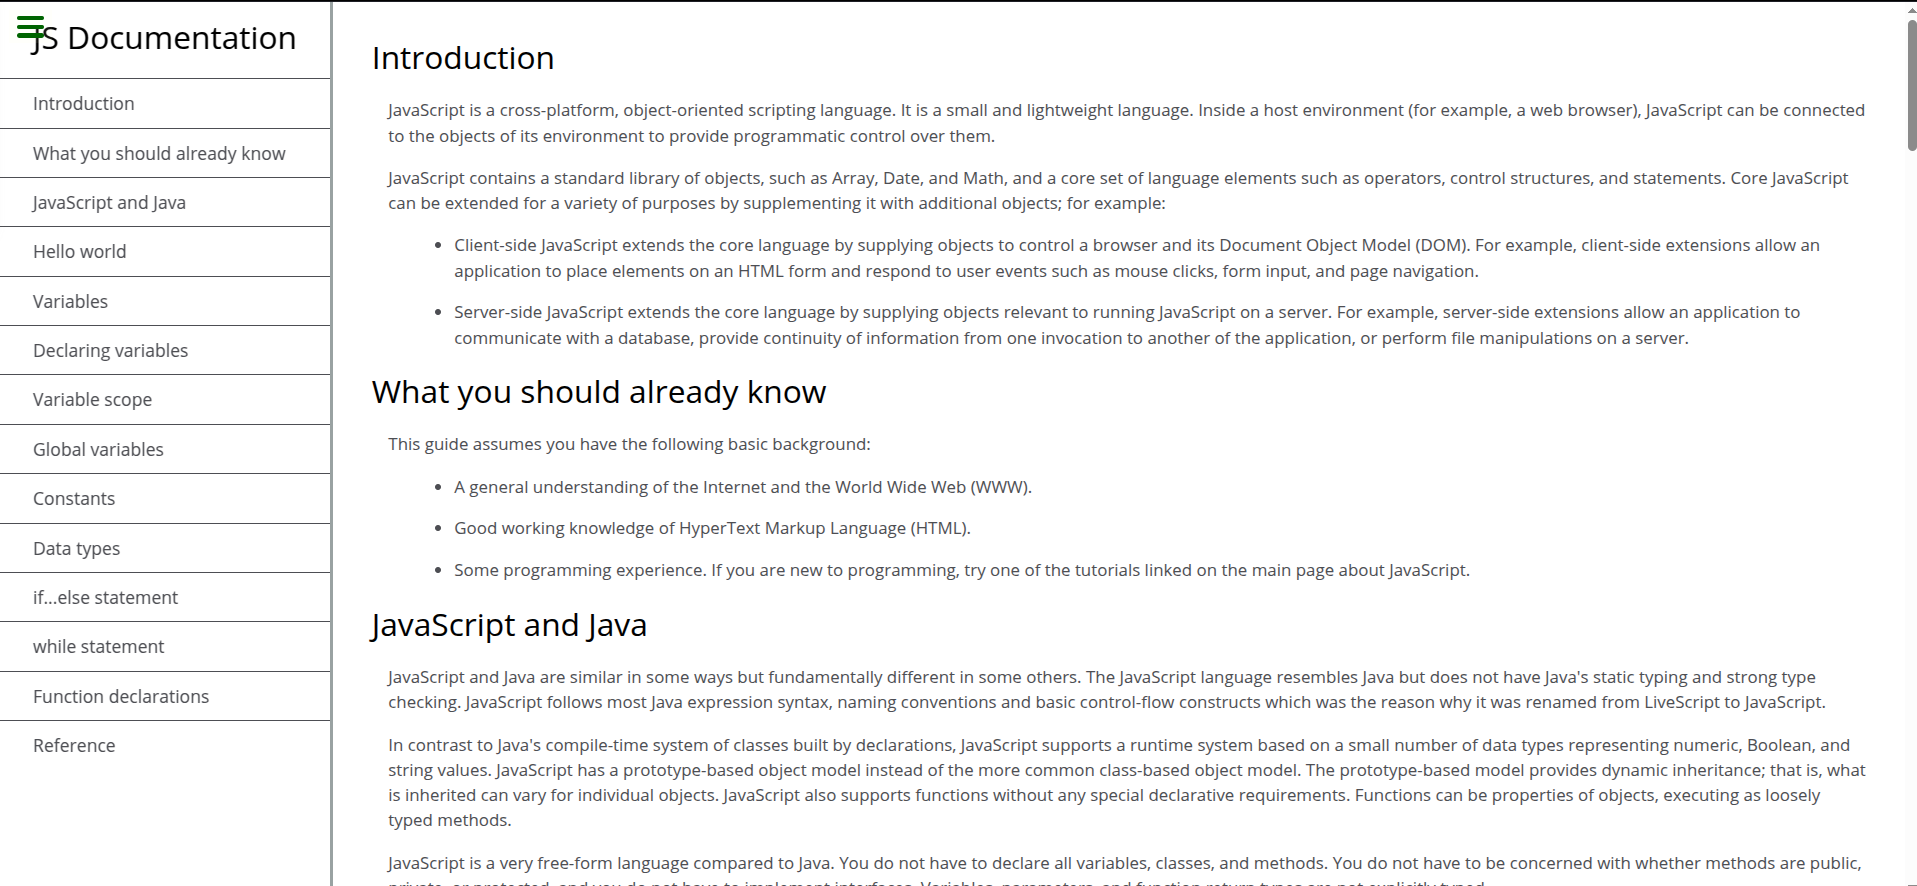 JS Documentation
Introduction
What you should already know
JavaScript and Java
Hello world
Variables
Declaring variables
Variable scope
Global variables
Constants
Data types
if...else statement
while statement
Function declarations
Reference
Introduction
JavaScript is a cross-platform, object-oriented scripting language. It is a small and lightweight language. Inside a host environment (for example, a web browser), JavaScript can be connected
to the objects of its environment to provide programmatic control over them.
JavaScript contains a standard library of objects, such as Array, Date, and Math, and a core set of language elements such as operators, control structures, and statements. Core JavaScript
can be extended for a variety of purposes by supplementing it with additional objects; for example:
• Client-side JavaScript extends the core language by supplying objects to control a browser and its Document Object Model (DOM). For example, client-side extensions allow an
application to place elements on an HTML form and respond to user events such as mouse clicks, form input, and page navigation.
• Server-side JavaScript extends the core language by supplying objects relevant to running JavaScript on a server. For example, server-side extensions allow an application to
communicate with a database, provide continuity of information from one invocation to another of the application, or perform file manipulations on a server.
What you should already know
This guide assumes you have the following basic background:
• A general understanding of the Internet and the World Wide Web (WWW).
• Good working knowledge of HyperText Markup Language (HTML).
• Some programming experience. If you are new to programming, try one of the tutorials linked on the main page about JavaScript.
JavaScript and Java
JavaScript and Java are similar in some ways but fundamentally different in some others. The JavaScript language resembles Java but does not have Java's static typing and strong type
checking. JavaScript follows most Java expression syntax, naming conventions and basic control-flow constructs which was the reason why it was renamed from LiveScript to JavaScript.
In contrast to Java's compile-time system of classes built by declarations, JavaScript supports a runtime system based on a small number of data types representing numeric, Boolean, and
string values. JavaScript has a prototype-based object model instead of the more common class-based object model. The prototype-based model provides dynamic inheritance; that is, what
is inherited can vary for individual objects. JavaScript also supports functions without any special declarative requirements. Functions can be properties of objects, executing as loosely
typed methods.
JavaScript is a very free-form language compared to Java. You do not have to declare all variables, classes, and methods. You do not have to be concerned with whether methods are public,